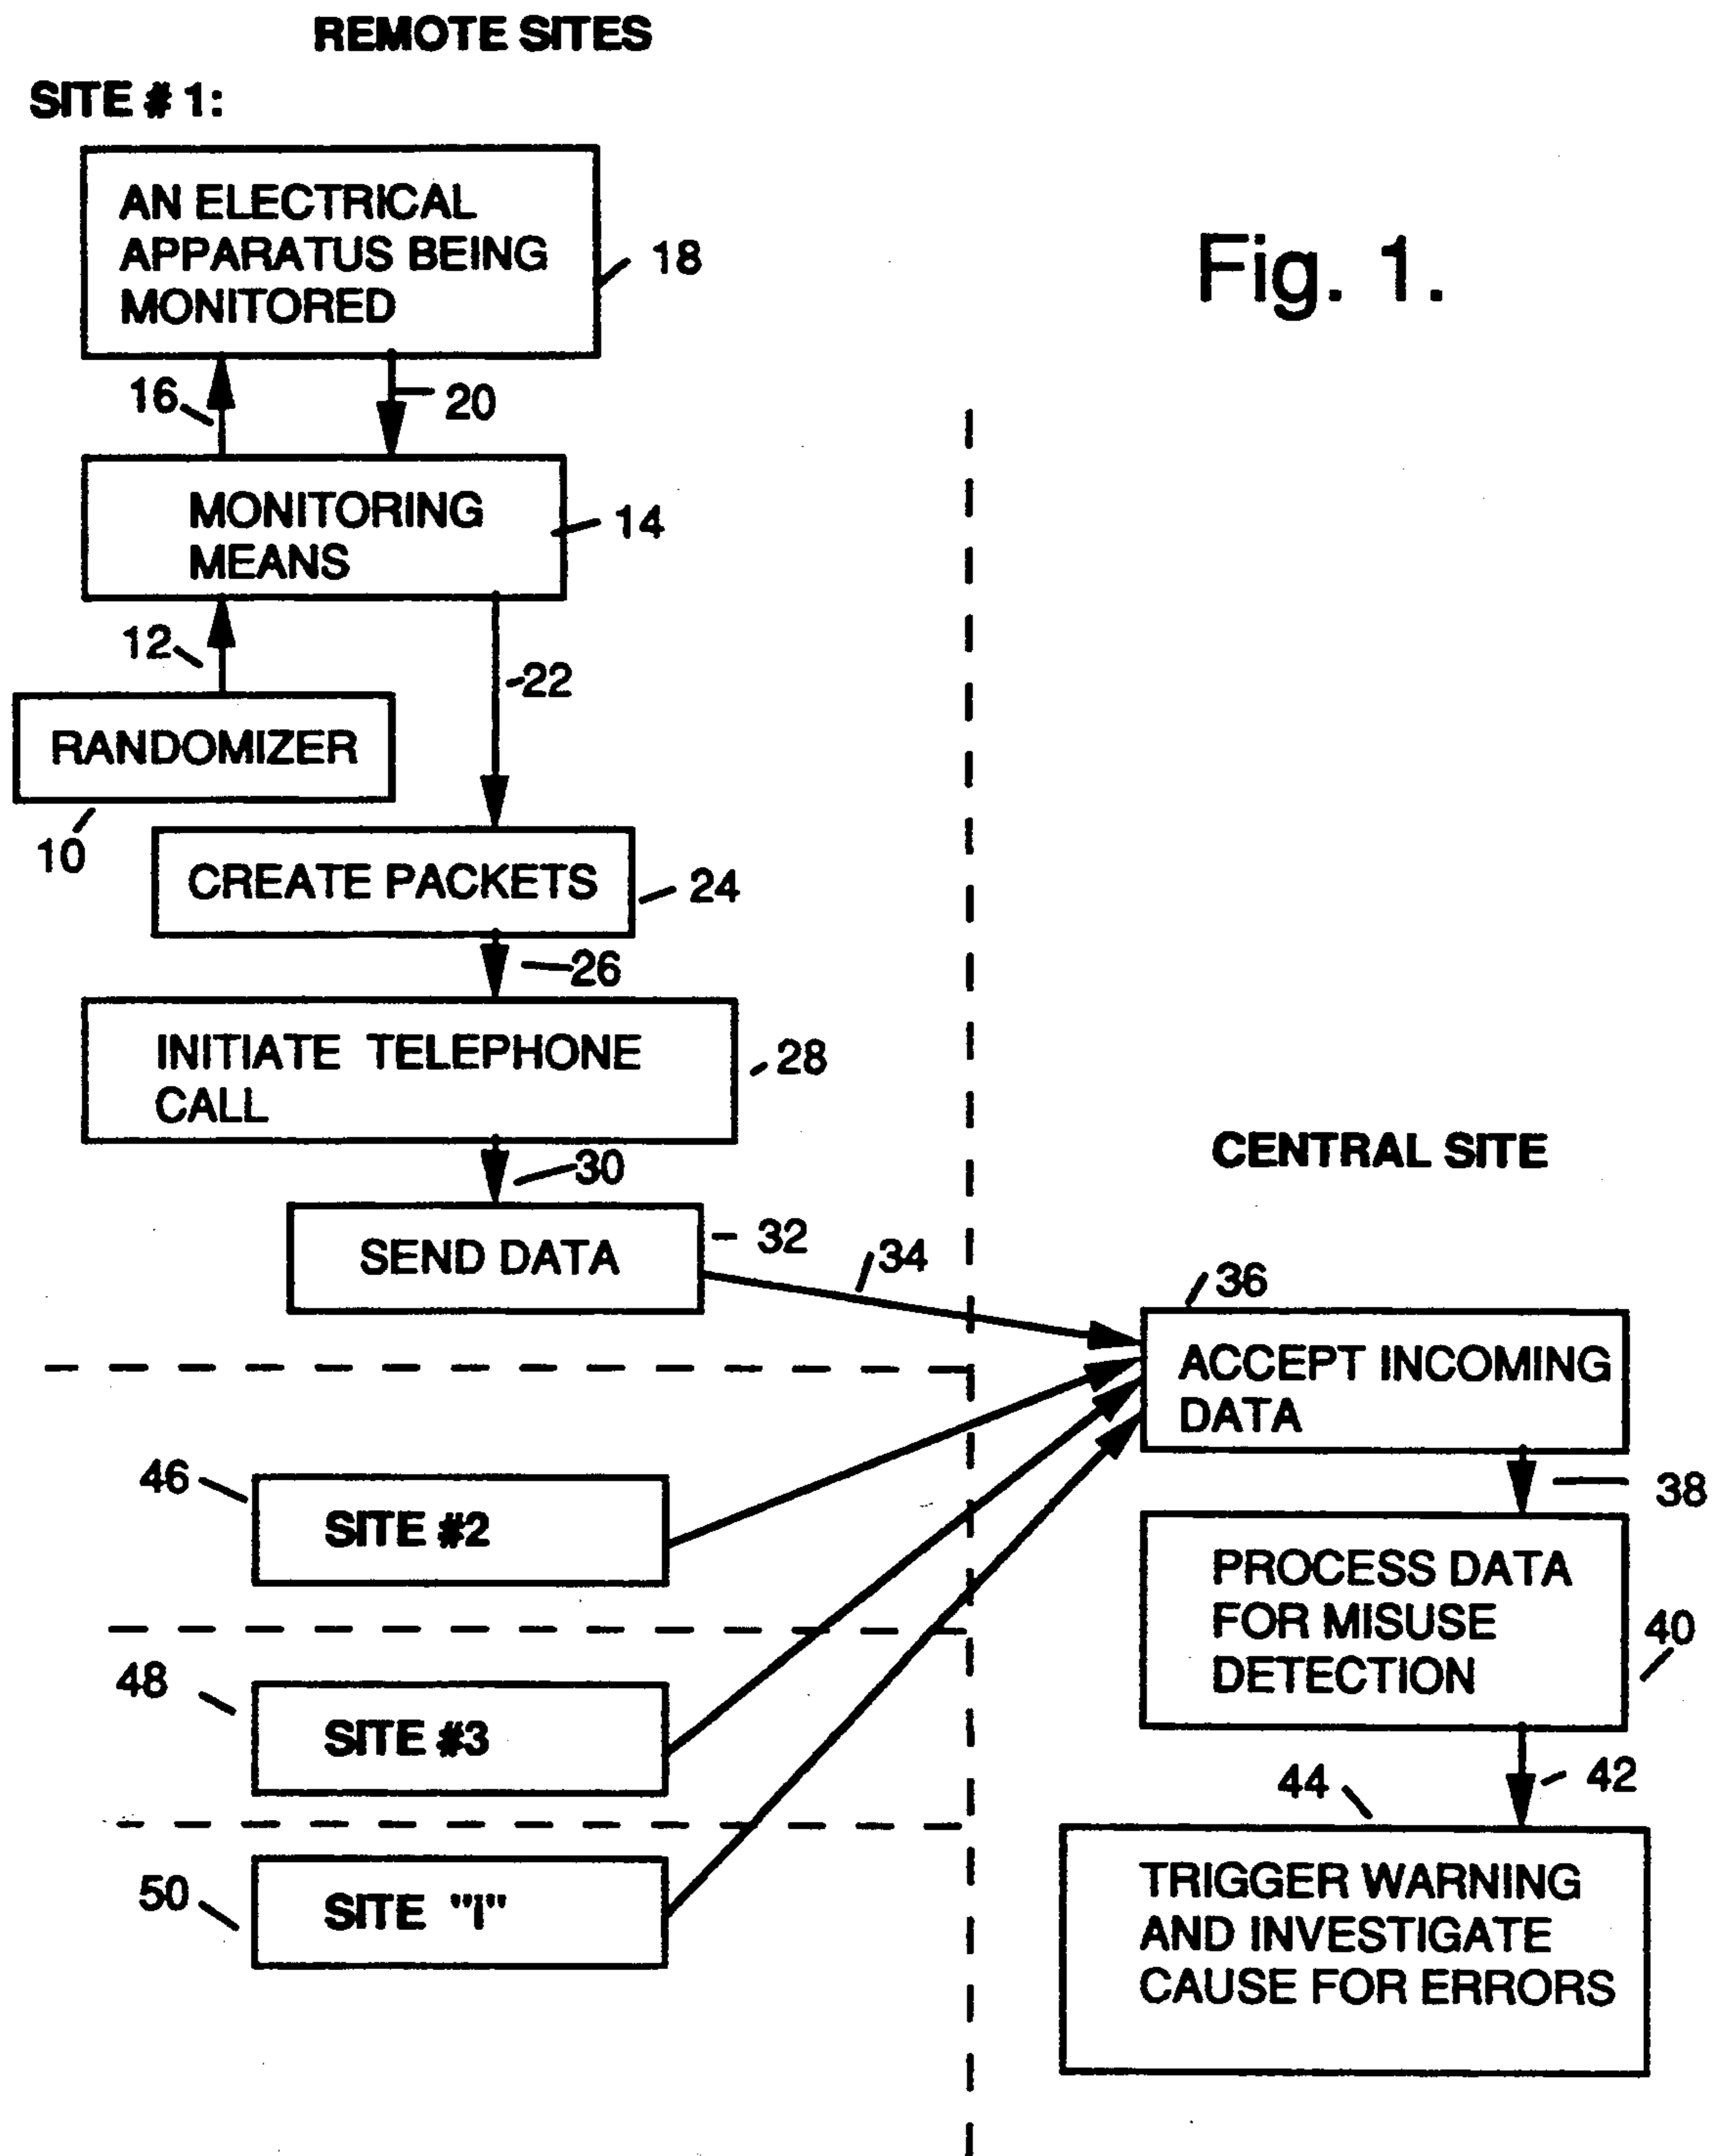 REMOTE SITES
SITE # 1:
AN ELECTRICAL
APPARATUS BEING
MONITORED
18
Fig. 1.
16
20
MONITORING
MEANS
14
12
22
RANDOMIZER
10
CREATE PACKETS
24
26
INITIATE TELEPHONE
CALL
28
30
SEND DATA
32
34
CENTRAL SITE
36
ACCEPT INCOMING
DATA
38
46
SITE #2
PROCESS DATA
FOR MISUSE
DETECTION
40
48
SITE #3
42
44
50
SITE "I"
TRIGGER WARNING
AND INVESTIGATE
CAUSE FOR ERRORS